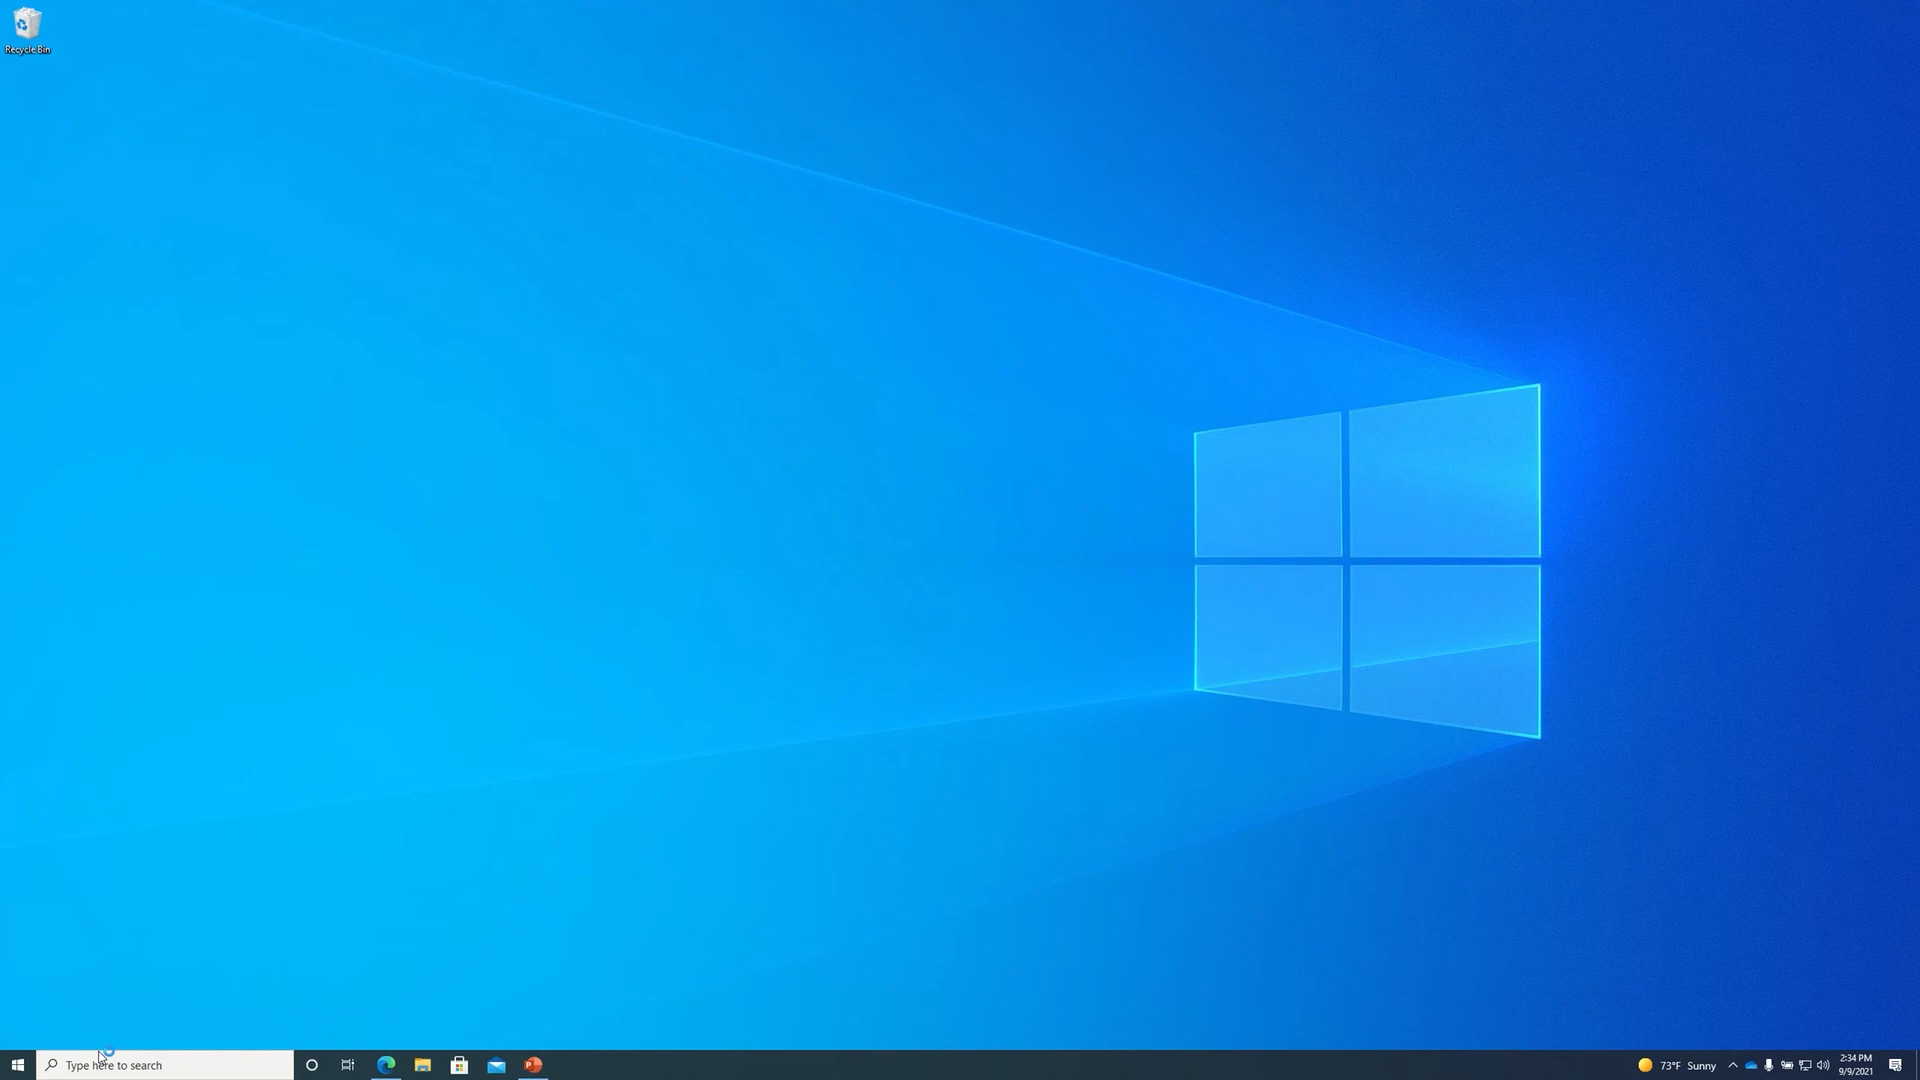 Recycle Bin
Type here to search
73°F Sunny
2:34 PM
9/9/2021